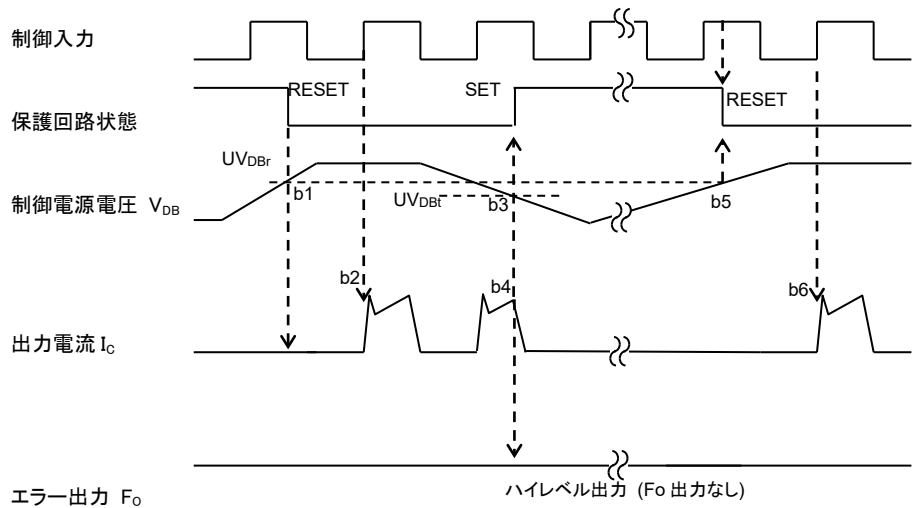 制御入力
RESET
SET
RESET
保護回路状態
UVDBr
b1
UVDBt
b3
b5
制御電源電圧 VDB
b2
b4
b6
出力電流 IC
ハイレベル出力 (Fo 出力なし)
エラー出力 FO